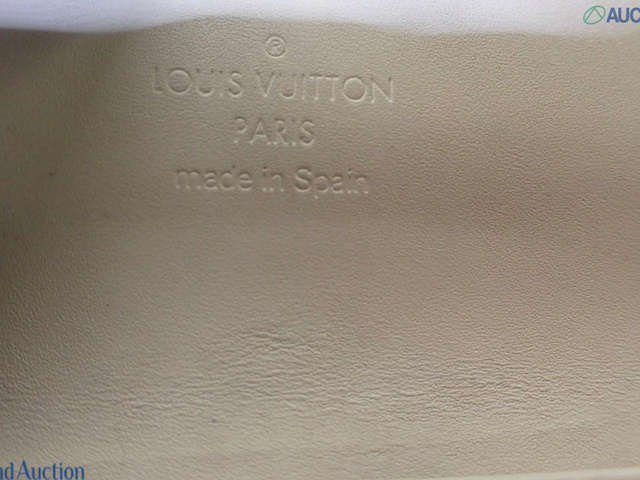 AUC
®
LOUIS VUITTON
PARIS
made in Spain
nd Auction